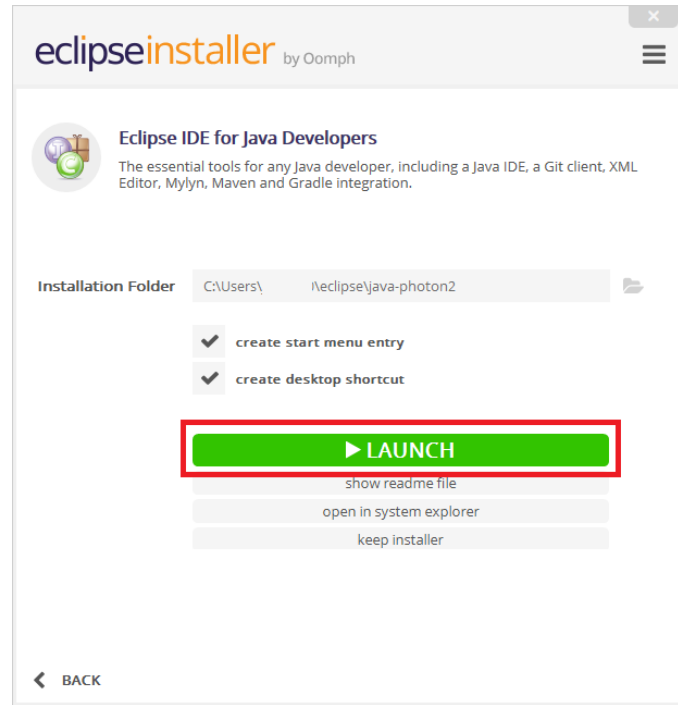 eclipseinstaller by Oomph
Eclipse IDE for Java Developers
The essential tools for any Java developer, including a Java IDE, a Git client, XML
Editor, Mylyn, Maven and Gradle integration.
Installation Folder C:\Users\ \eclipse\java-photon2
create start menu entry
create desktop shortcut
LAUNCH
show readme file
open in system explorer
keep installer
BACK